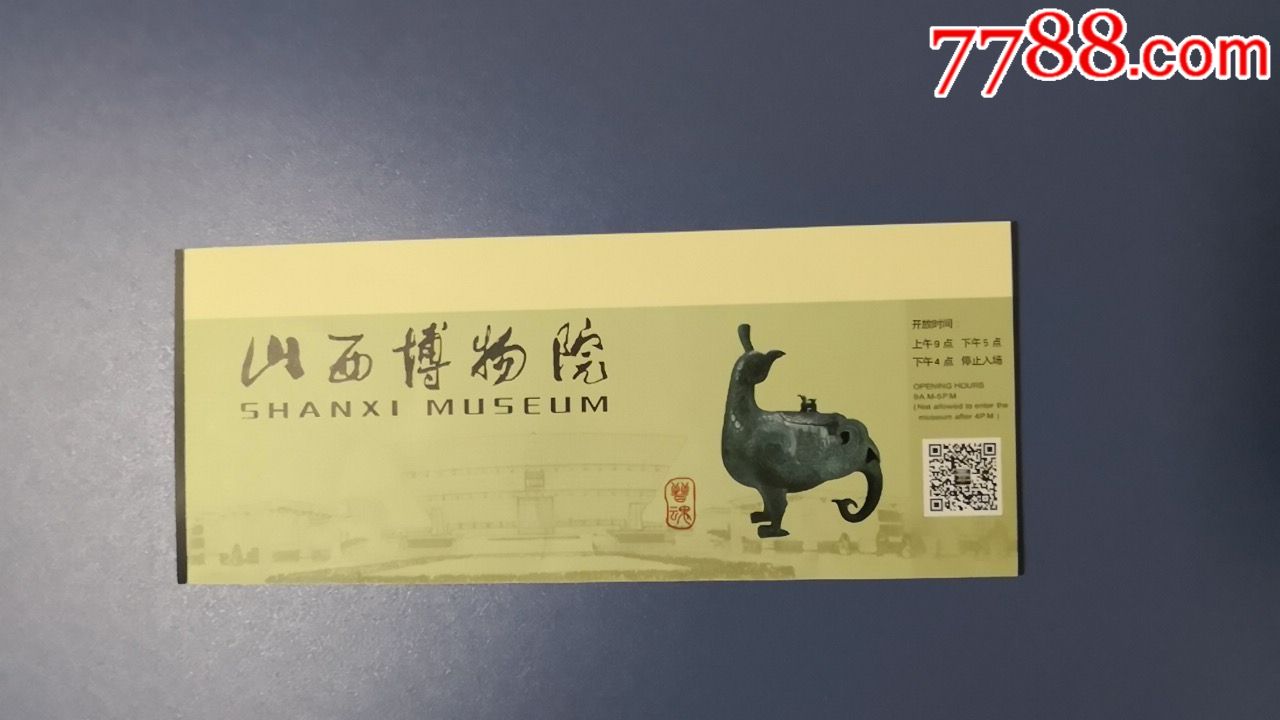 7788.com
山西博物院
SHANXI MUSEUM
晋魂
开放时间:
上午9点 下午5点
下午4点 停止入场
OPENING HOURS
9A.M-5P.M
(Not allowed to enter the
museum after 4P.M)